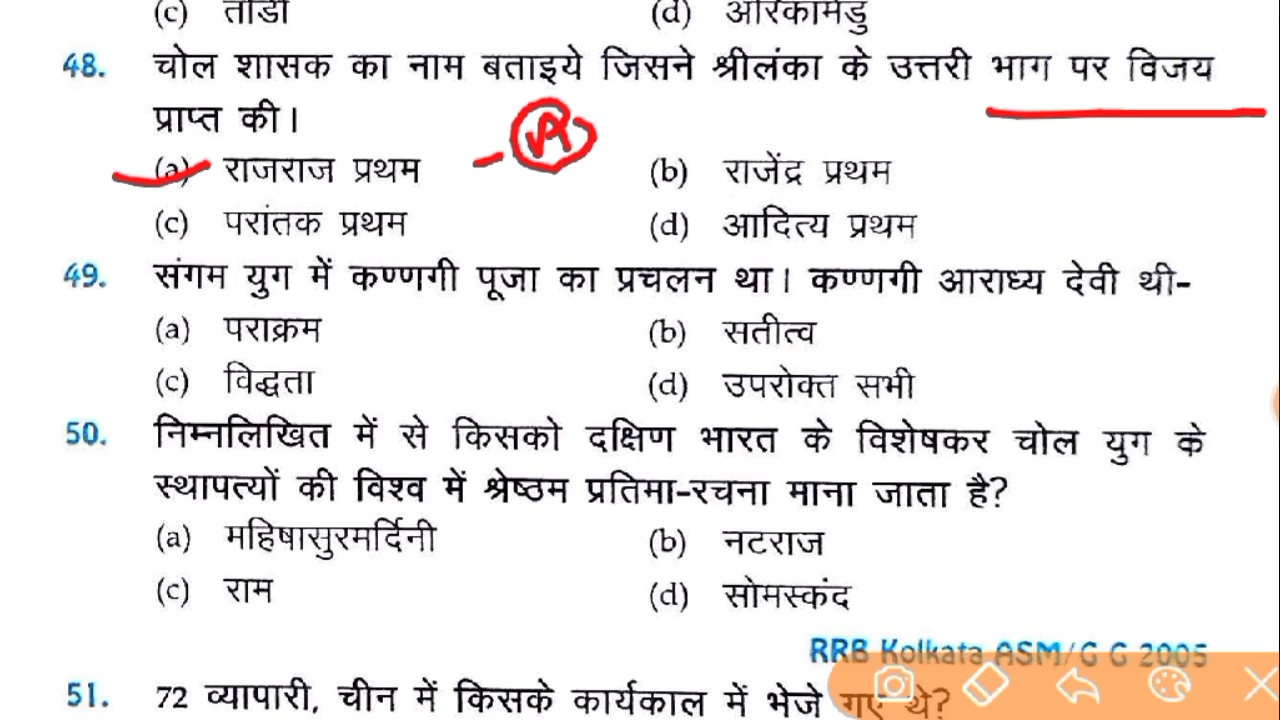 (c) तोंडी (d) अरिकामेडु
48. चोल शासक का नाम बताइये जिसने श्रीलंका के उत्तरी भाग पर विजय
प्राप्त की।
(a) राजराज प्रथम - A (b) राजेंद्र प्रथम
(c) परांतक प्रथम (d) आदित्य प्रथम
49. संगम युग में कण्णगी पूजा का प्रचलन था। कण्णगी आराध्य देवी थी-
(a) पराक्रम (b) सतीत्व
(c) विद्धता (d) उपरोक्त सभी
50. निम्नलिखित में से किसको दक्षिण भारत के विशेषकर चोल युग के
स्थापत्यों की विश्व में श्रेष्ठम प्रतिमा-रचना माना जाता है?
(a) महिषासुरमर्दिनी (b) नटराज
(c) राम (d) सोमस्कंद
RRB Kolkata ASM/G G 2005
51. 72 व्यापारी, चीन में किसके कार्यकाल में भेजे गए थे?